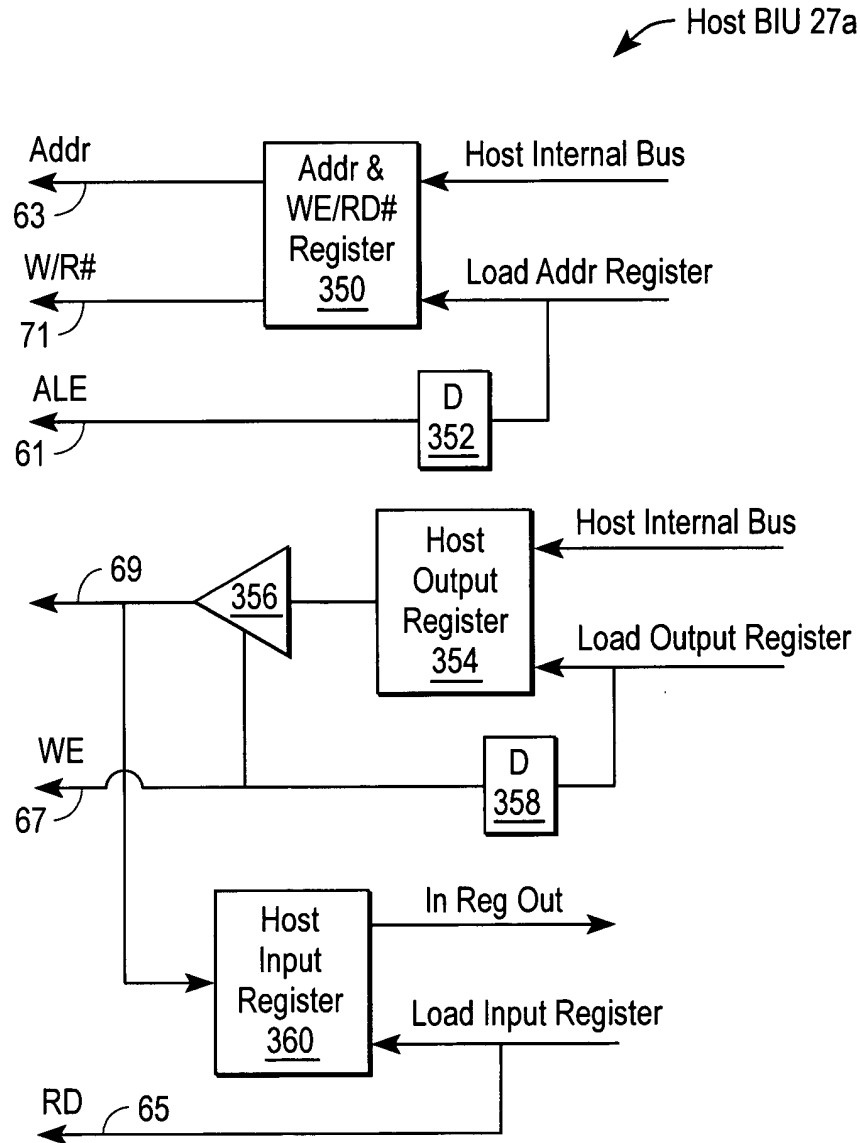 Host BIU 27a
Addr
63
Addr &
WE/RD#
Register
350
Host Internal Bus
W/R#
71
Load Addr Register
ALE
61
D
352
69
356
Host
Output
Register
354
Host Internal Bus
Load Output Register
WE
67
D
358
Host
Input
Register
360
In Reg Out
Load Input Register
RD
65